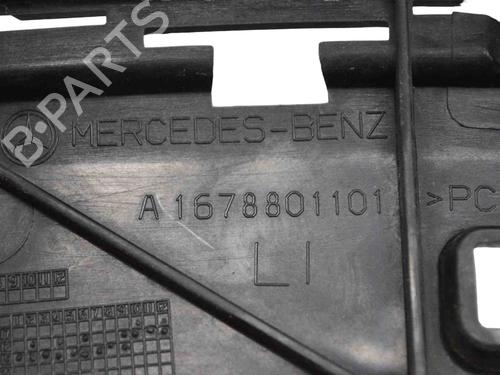 B-PARTS
MERCEDES-BENZ
A 1678801101
>PC
LI